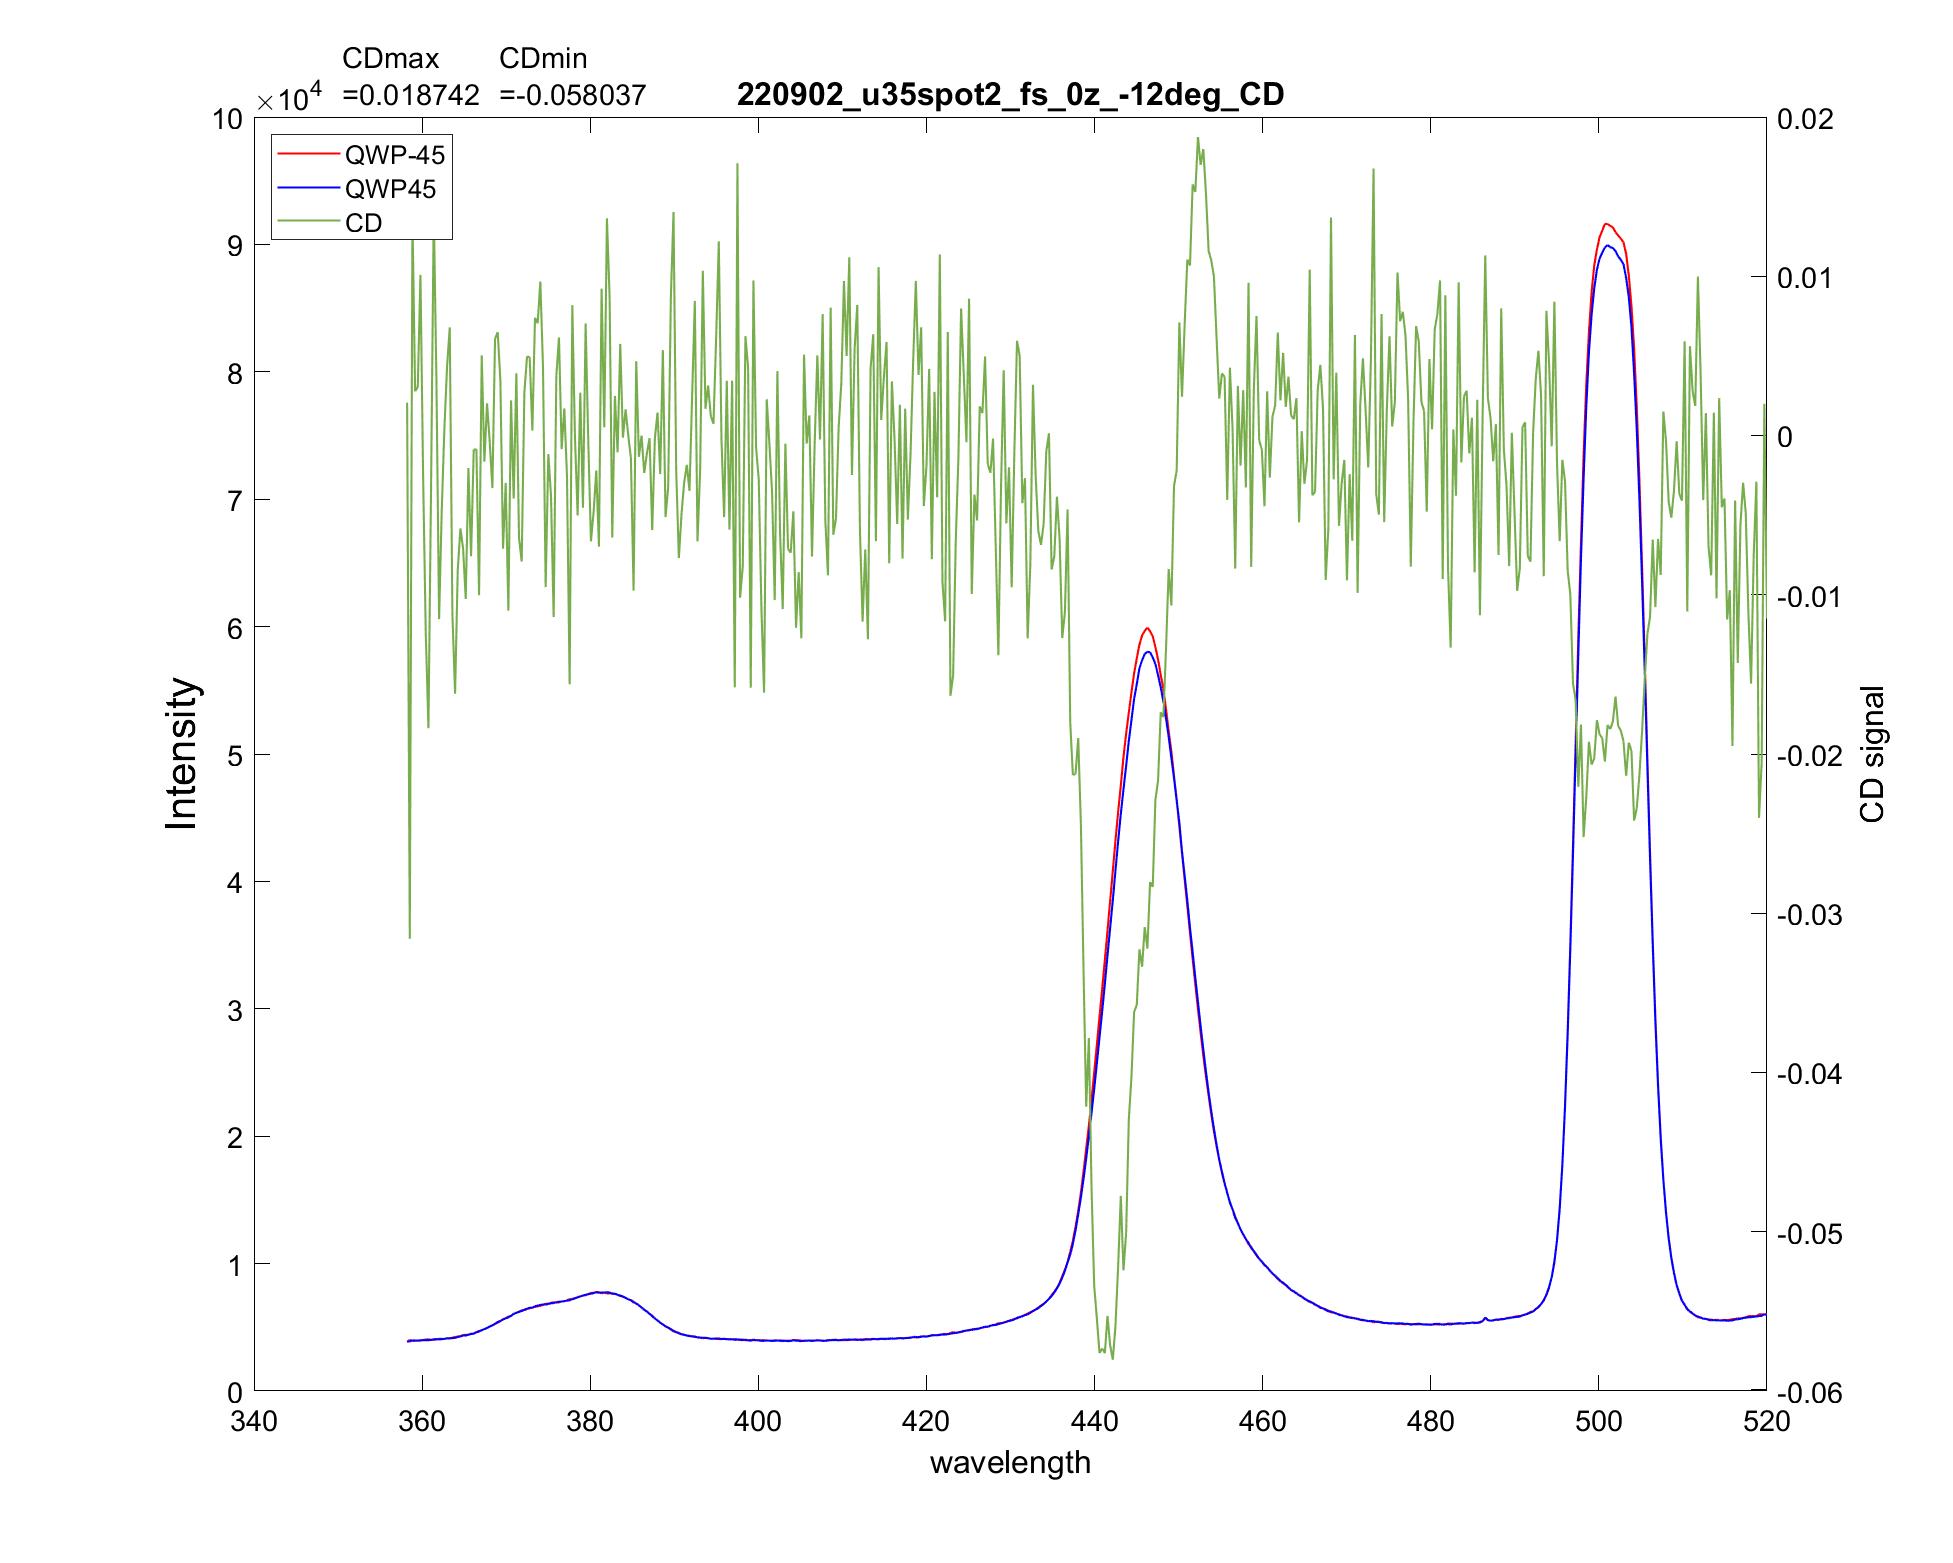 CDmax CDmin
×10⁴ =0.018742 =-0.058037 220902_u35spot2_fs_0z_-12deg_CD
QWP-45
QWP45
CD
10
9
8
7
6
5
4
3
2
1
0
Intensity
0.02
0.01
0
-0.01
-0.02
-0.03
-0.04
-0.05
-0.06
CD signal
340 360 380 400 420 440 460 480 500 520
wavelength